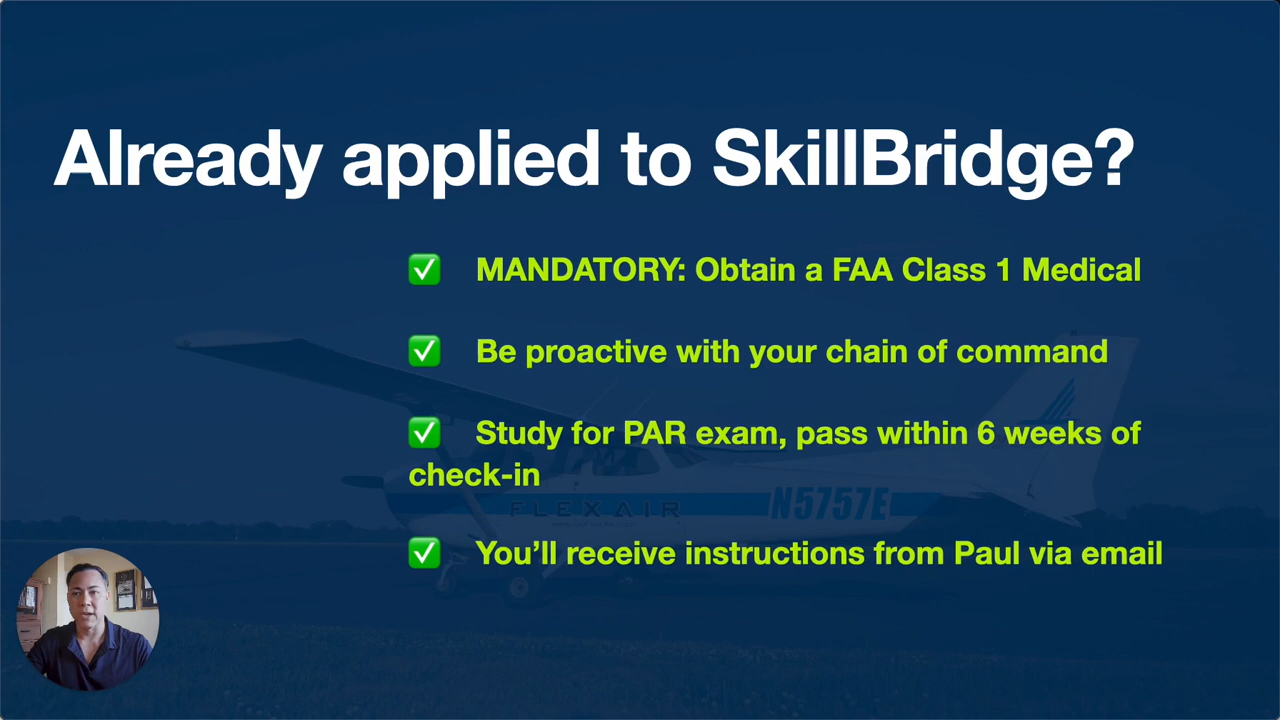 Already applied to SkillBridge?
✅ MANDATORY: Obtain a FAA Class 1 Medical
✅ Be proactive with your chain of command
✅ Study for PAR exam, pass within 6 weeks of
check-in
FLEXAIR
N5757E
✅ You’ll receive instructions from Paul via email